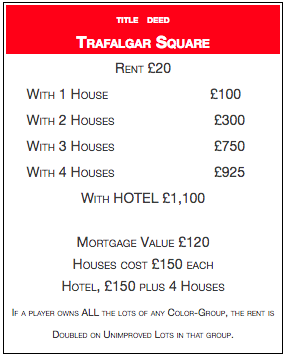 TITLE DEED
TRAFALGAR SQUARE
RENT £20
WITH 1 HOUSE £100
WITH 2 HOUSES £300
WITH 3 HOUSES £750
WITH 4 HOUSES £925
WITH HOTEL £1,100
MORTGAGE VALUE £120
HOUSES COST £150 EACH
HOTEL, £150 PLUS 4 HOUSES
IF A PLAYER OWNS ALL THE LOTS OF ANY COLOR-GROUP, THE RENT IS
DOUBLED ON UNIMPROVED LOTS IN THAT GROUP.